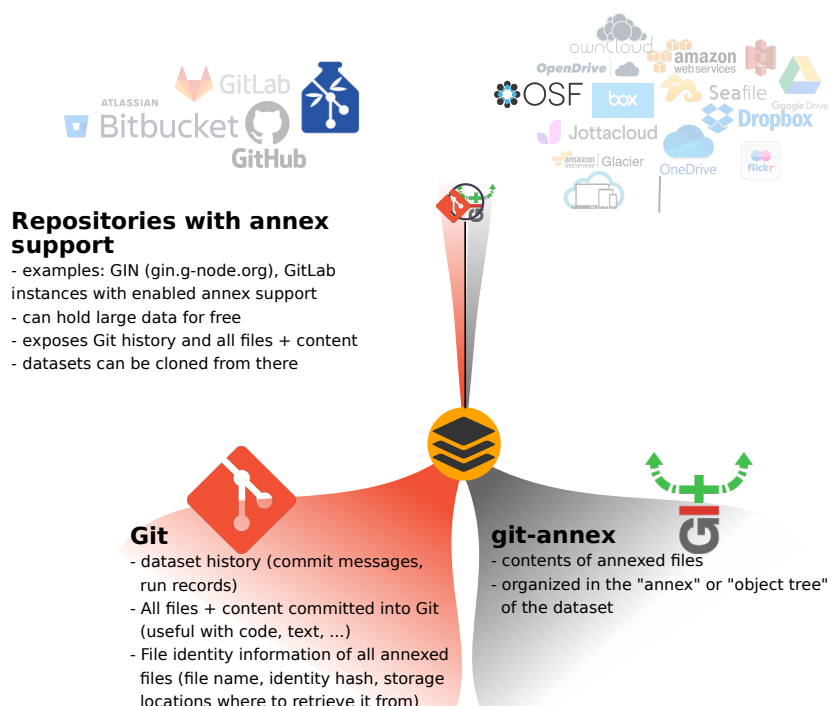 ownCloud
OpenDrive
amazon
webservices
GitLab
OSF
box
Seafile
Google Drive
ATLASSIAN
Bitbucket
Dropbox
Jottacloud
GitHub
amazon
webservices
Glacier
OneDrive
flickr
Repositories with annex
support
- examples: GIN (gin.g-node.org), GitLab
instances with enabled annex support
- can hold large data for free
- exposes Git history and all files + content
- datasets can be cloned from there
git
Git
- dataset history (commit messages,
run records)
- All files + content committed into Git
(useful with code, text, ...)
- File identity information of all annexed
files (file name, identity hash, storage
locations where to retrieve it from)
git-annex
- contents of annexed files
- organized in the "annex" or "object tree"
of the dataset